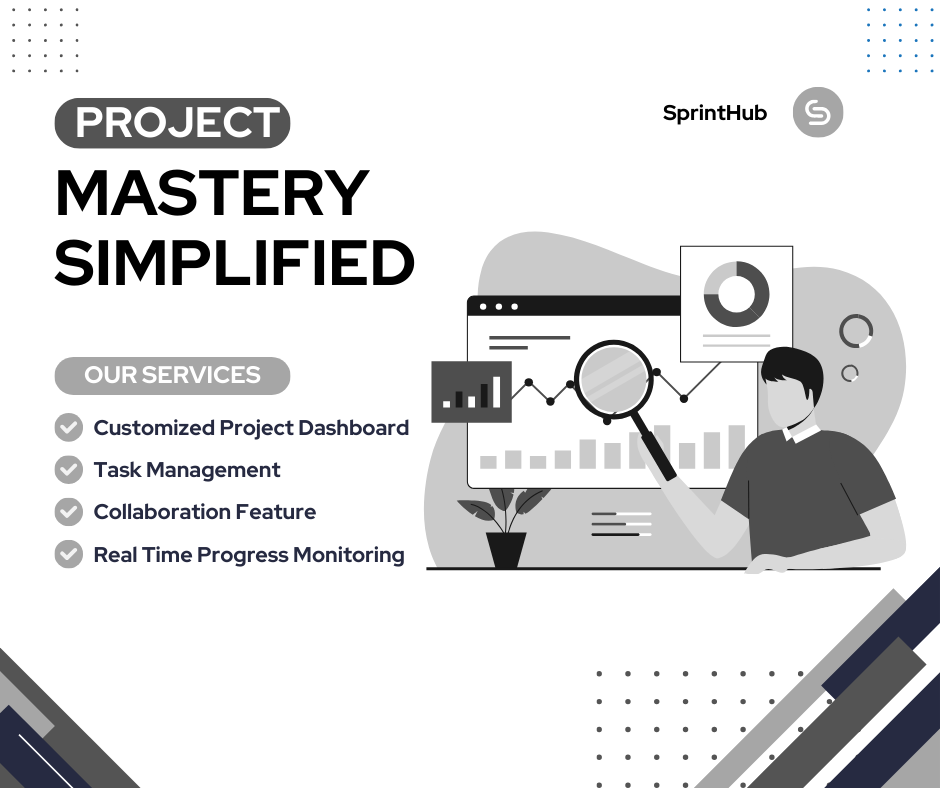 PROJECT
MASTERY
SIMPLIFIED
SprintHub
OUR SERVICES
Customized Project Dashboard
Task Management
Collaboration Feature
Real Time Progress Monitoring